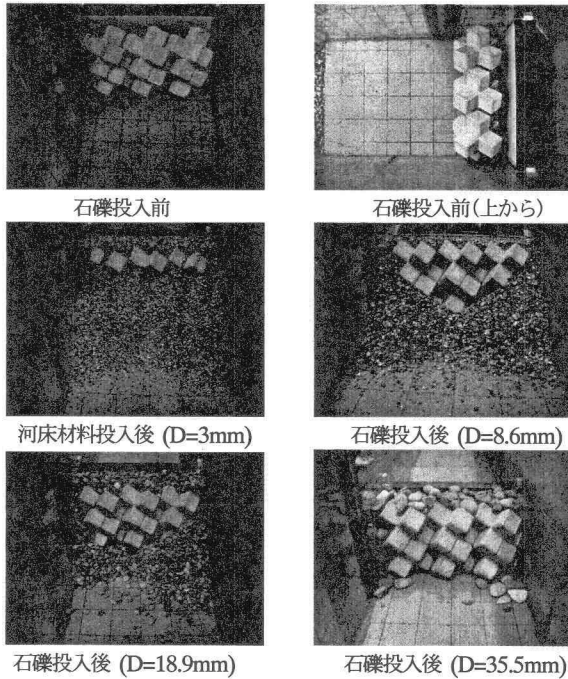 石礫投入前
石礫投入前(上から)
河床材料投入後 (D=3mm)
石礫投入後 (D=8.6mm)
石礫投入後 (D=18.9mm)
石礫投入後 (D=35.5mm)